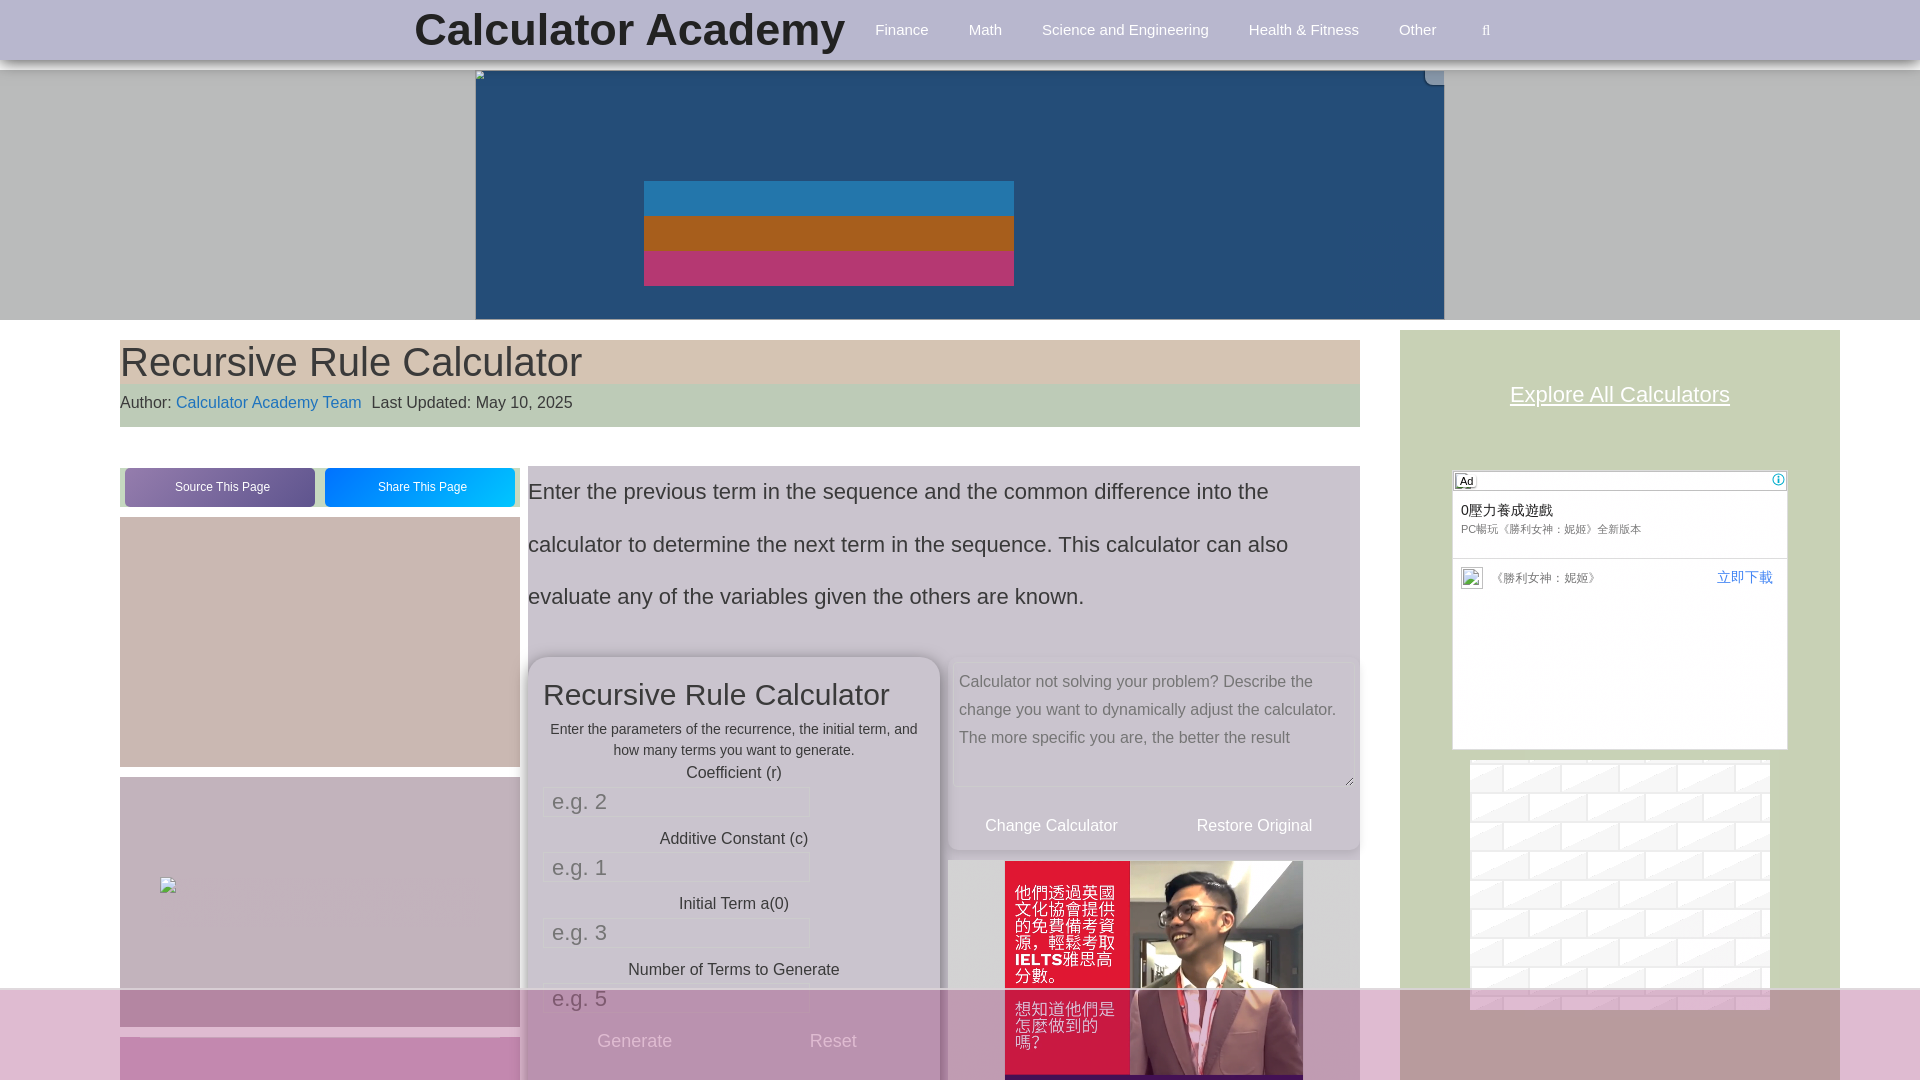 Calculator Academy
Finance
Math
Science and Engineering
Health & Fitness
Other
Recursive Rule Calculator
Author: Calculator Academy Team Last Updated: May 10, 2025
Explore All Calculators
Source This Page
Share This Page
Enter the previous term in the sequence and the common difference into the
calculator to determine the next term in the sequence. This calculator can also
evaluate any of the variables given the others are known.
Recursive Rule Calculator
Enter the parameters of the recurrence, the initial term, and
how many terms you want to generate.
Coefficient (r)
e.g. 2
Additive Constant (c)
e.g. 1
Initial Term a(0)
e.g. 3
Number of Terms to Generate
e.g. 5
Generate
Reset
Calculator not solving your problem? Describe the
change you want to dynamically adjust the calculator.
The more specific you are, the better the result
Change Calculator
Restore Original
他們透過英國
文化協會提供
的免費備考資
源，輕鬆考取
IELTS雅思高
分數。
想知道他們是
怎麼做到的
嗎?
Ad
0壓力養成遊戲
PC暢玩《勝利女神：妮姬》全新版本
《勝利女神：妮姬》
立即下載